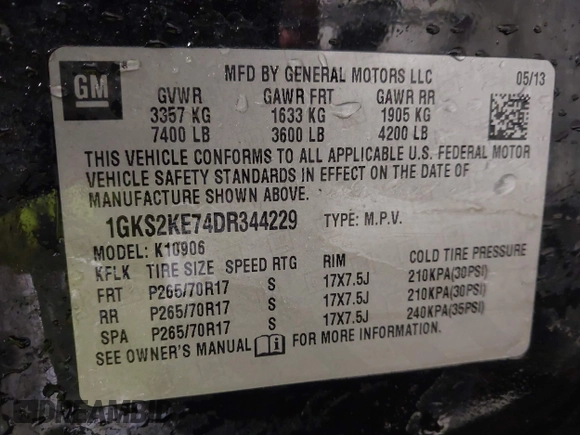 GM
MFD BY GENERAL MOTORS LLC
05/13
GVWR GAWR FRT GAWR RR
3357 KG 1633 KG 1905 KG
7400 LB 3600 LB 4200 LB
THIS VEHICLE CONFORMS TO ALL APPLICABLE U.S. FEDERAL MOTOR
VEHICLE SAFETY STANDARDS IN EFFECT ON THE DATE OF
MANUFACTURE SHOWN ABOVE.
1GKS2KE74DR344229 TYPE: M.P.V.
MODEL: K10906
KFLK TIRE SIZE SPEED RTG RIM COLD TIRE PRESSURE
FRT P265/70R17 S 17X7.5J 210KPA(30PSI)
RR P265/70R17 S 17X7.5J 210KPA(30PSI)
SPA P265/70R17 S 17X7.5J 240KPA(35PSI)
SEE OWNER'S MANUAL FOR MORE INFORMATION.
DREAMBID